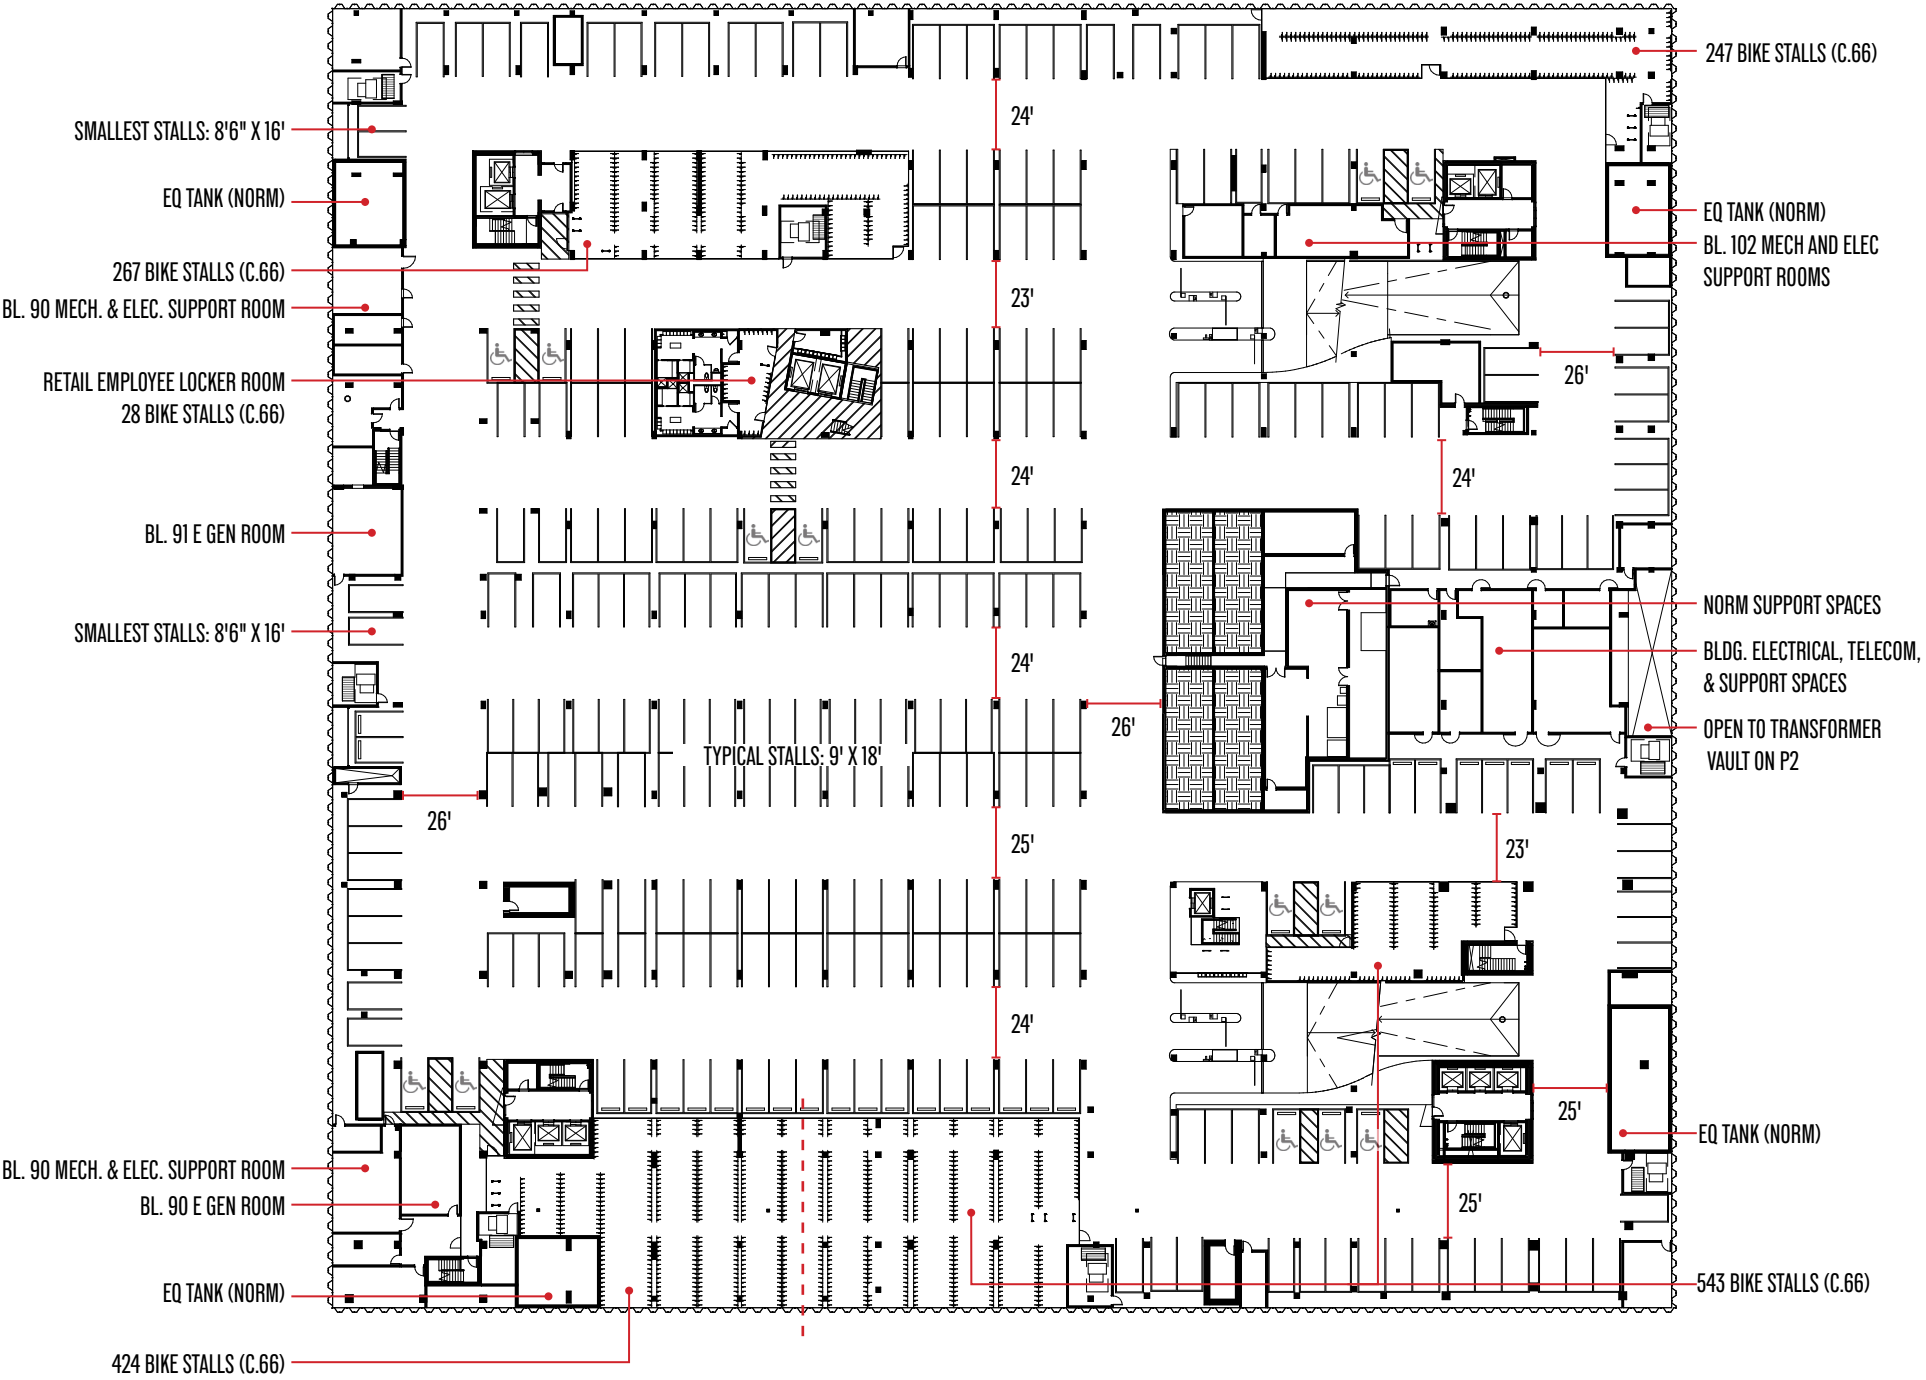 247 BIKE STALLS (C.66)
24'
SMALLEST STALLS: 8'6" X 16'
EQ TANK (NORM)
EQ TANK (NORM)
BL. 102 MECH AND ELEC
SUPPORT ROOMS
267 BIKE STALLS (C.66)
BL. 90 MECH. & ELEC. SUPPORT ROOM
23'
26'
RETAIL EMPLOYEE LOCKER ROOM
28 BIKE STALLS (C.66)
24'
24'
BL. 91 E GEN ROOM
NORM SUPPORT SPACES
SMALLEST STALLS: 8'6" X 16'
24'
BLDG. ELECTRICAL, TELECOM,
& SUPPORT SPACES
26'
OPEN TO TRANSFORMER
VAULT ON P2
TYPICAL STALLS: 9' X 18'
26'
25'
23'
24'
25'
EQ TANK (NORM)
BL. 90 MECH. & ELEC. SUPPORT ROOM
BL. 90 E GEN ROOM
25'
543 BIKE STALLS (C.66)
EQ TANK (NORM)
424 BIKE STALLS (C.66)